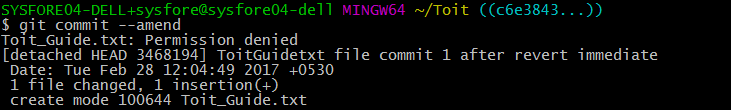 SYSFORE04-DELL+sysfore@sysfore04-dell MINGW64 ~/Toit ((c6e3843...))
$ git commit --amend
Toit_Guide.txt: Permission denied
[detached HEAD 3468194] ToitGuidetxt file commit 1 after revert immediate
 Date: Tue Feb 28 12:04:49 2017 +0530
 1 file changed, 1 insertion(+)
 create mode 100644 Toit_Guide.txt